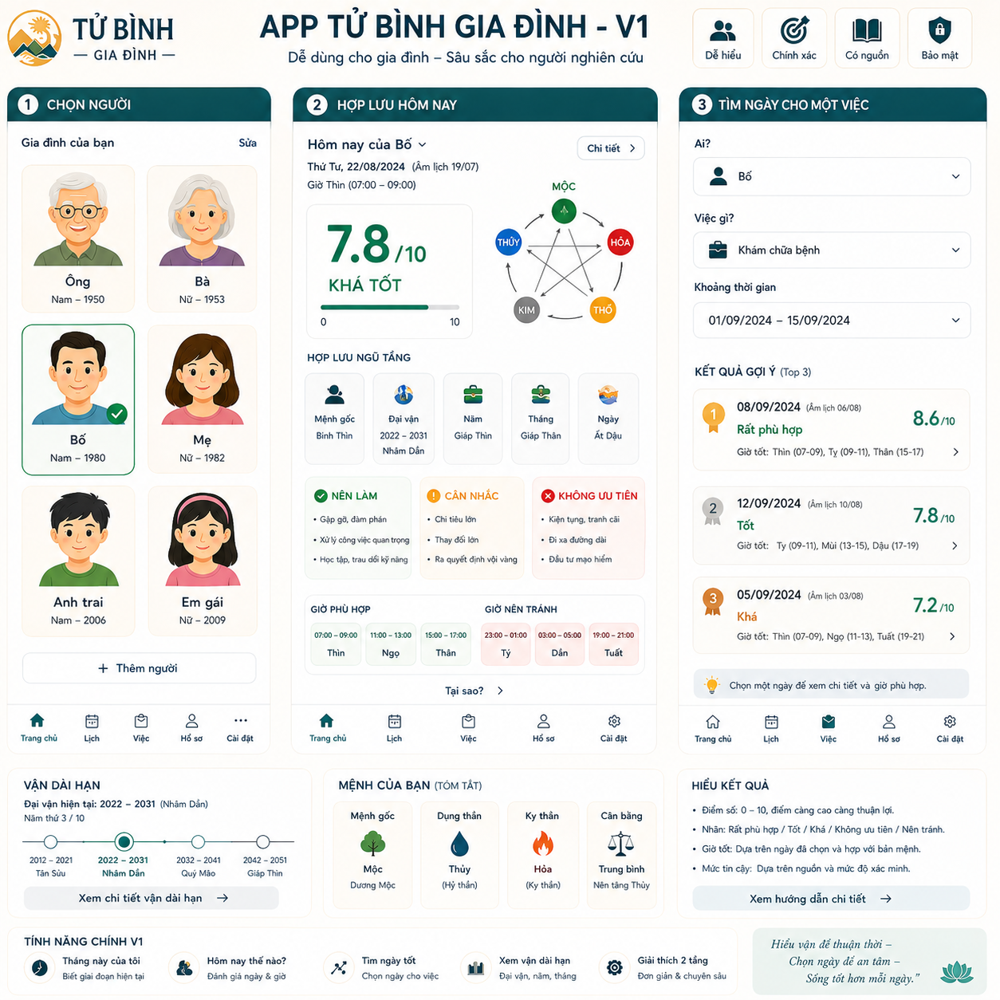 TỬ BÌNH
GIA ĐÌNH
APP TỬ BÌNH GIA ĐÌNH - V1
Dễ dùng cho gia đình – Sâu sắc cho người nghiên cứu
Dễ hiểu
Chính xác
Có nguồn
Bảo mật
1 CHỌN NGƯỜI
Gia đình của bạn
Sửa
Ông
Nam – 1950
Bà
Nữ – 1953
Bố
Nam – 1980
Mẹ
Nữ – 1982
Anh trai
Nam – 2006
Em gái
Nữ – 2009
+ Thêm người
Trang chủ
Lịch
Việc
Hồ sơ
Cài đặt
2 HỢP LƯU HÔM NAY
Hôm nay của Bố
Chi tiết
Thứ Tư, 22/08/2024 (Âm lịch 19/07)
Giờ Thìn (07:00 – 09:00)
7.8 /10
KHÁ TỐT
0
10
MỘC
THỦY
HỎA
KIM
THỔ
HỢP LƯU NGŨ TẦNG
Mệnh gốc
Bính Thìn
Đại vận
2022 – 2031
Nhâm Dần
Năm
Giáp Thìn
Tháng
Giáp Thân
Ngày
Ất Dậu
NÊN LÀM
• Gặp gỡ, đàm phán
• Xử lý công việc quan trọng
• Học tập, trau dồi kỹ năng
CÂN NHẮC
• Chi tiêu lớn
• Thay đổi lớn
• Ra quyết định vội vàng
KHÔNG ƯU TIÊN
• Kiện tụng, tranh cãi
• Đi xa đường dài
• Đầu tư mạo hiểm
GIỜ PHÙ HỢP
07:00 – 09:00
Thìn
11:00 – 13:00
Ngọ
15:00 – 17:00
Thân
GIỜ NÊN TRÁNH
23:00 – 01:00
Tý
03:00 – 05:00
Dần
19:00 – 21:00
Tuất
Tại sao?
Trang chủ
Lịch
Việc
Hồ sơ
Cài đặt
3 TÌM NGÀY CHO MỘT VIỆC
Ai?
Bố
Việc gì?
Khám chữa bệnh
Khoảng thời gian
01/09/2024 – 15/09/2024
KẾT QUẢ GỢI Ý (Top 3)
1
08/09/2024 (Âm lịch 06/08)
Rất phù hợp
8.6/10
Giờ tốt: Thìn (07-09), Tỵ (09-11), Thân (15-17)
2
12/09/2024 (Âm lịch 10/08)
Tốt
7.8/10
Giờ tốt: Tỵ (09-11), Mùi (13-15), Dậu (17-19)
3
05/09/2024 (Âm lịch 03/08)
Khá
7.2/10
Giờ tốt: Thìn (07-09), Ngọ (11-13), Tuất (19-21)
Chọn một ngày để xem chi tiết và giờ phù hợp.
Trang chủ
Lịch
Việc
Hồ sơ
Cài đặt
VẬN DÀI HẠN
Đại vận hiện tại: 2022 – 2031 (Nhâm Dần)
Năm thứ 3 / 10
2012 – 2021
Tân Sửu
2022 – 2031
Nhâm Dần
2032 – 2041
Quý Mão
2042 – 2051
Giáp Thìn
Xem chi tiết vận dài hạn →
MỆNH CỦA BẠN (TÓM TẮT)
Mệnh gốc
Mộc
Dương Mộc
Dụng thần
Thủy
(Hỷ thần)
Kỵ thần
Hỏa
(Kỵ thần)
Cân bằng
Trung bình
Nên tăng Thủy
HIỂU KẾT QUẢ
• Điểm số: 0 – 10, điểm càng cao càng thuận lợi.
• Nhãn: Rất phù hợp / Tốt / Khá / Không ưu tiên / Nên tránh.
• Giờ tốt: Dựa trên ngày đã chọn và hợp với bản mệnh.
• Mức tin cậy: Dựa trên nguồn và mức độ xác minh.
Xem hướng dẫn chi tiết →
TÍNH NĂNG CHÍNH V1
Tháng này của tôi
Biết giai đoạn hiện tại
Hôm nay thế nào?
Đánh giá ngày & giờ
Tìm ngày tốt
Chọn ngày cho việc
Xem vận dài hạn
Đại vận, năm, tháng
Giải thích 2 tầng
Đơn giản & chuyên sâu
Hiểu vận để thuận thời –
Chọn ngày để an tâm –
Sống tốt hơn mỗi ngày.”